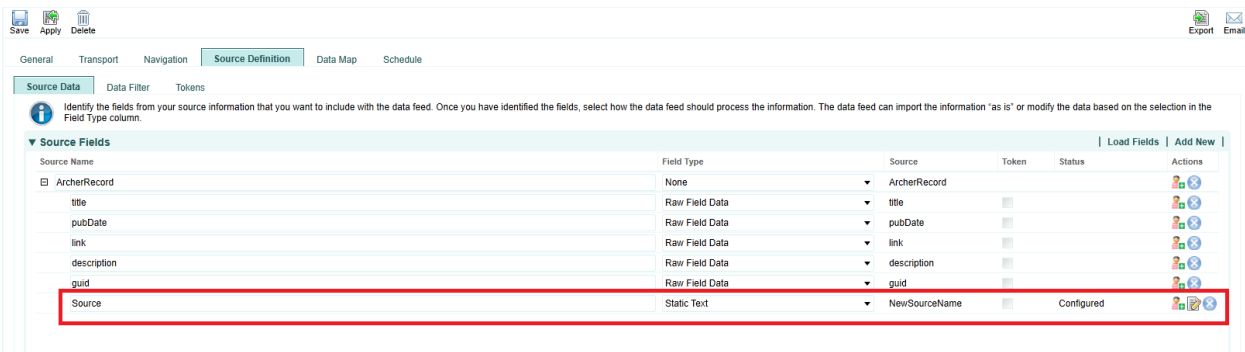 Save Apply Delete Export Email
General Transport Navigation Source Definition Data Map Schedule
Source Data Data Filter Tokens
Identify the fields from your source information that you want to include with the data feed. Once you have identified the fields, select how the data feed should process the information. The data feed can import the information "as is" or modify the data based on the selection in the
Field Type column.
Source Fields | Load Fields | Add New |
Source Name Field Type Source Token Status Actions
ArcherRecord None ArcherRecord
title Raw Field Data title
pubDate Raw Field Data pubDate
link Raw Field Data link
description Raw Field Data description
guid Raw Field Data guid
Source Static Text NewSourceName Configured